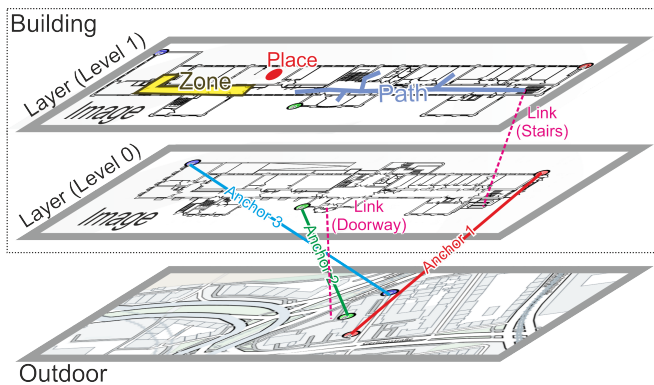 Building
Layer (Level 1)
Image
Zone
Place
Path
Link
(Stairs)
Layer (Level 0)
Image
Anchor 3
Anchor 2
Link
(Doorway)
Anchor 1
Outdoor